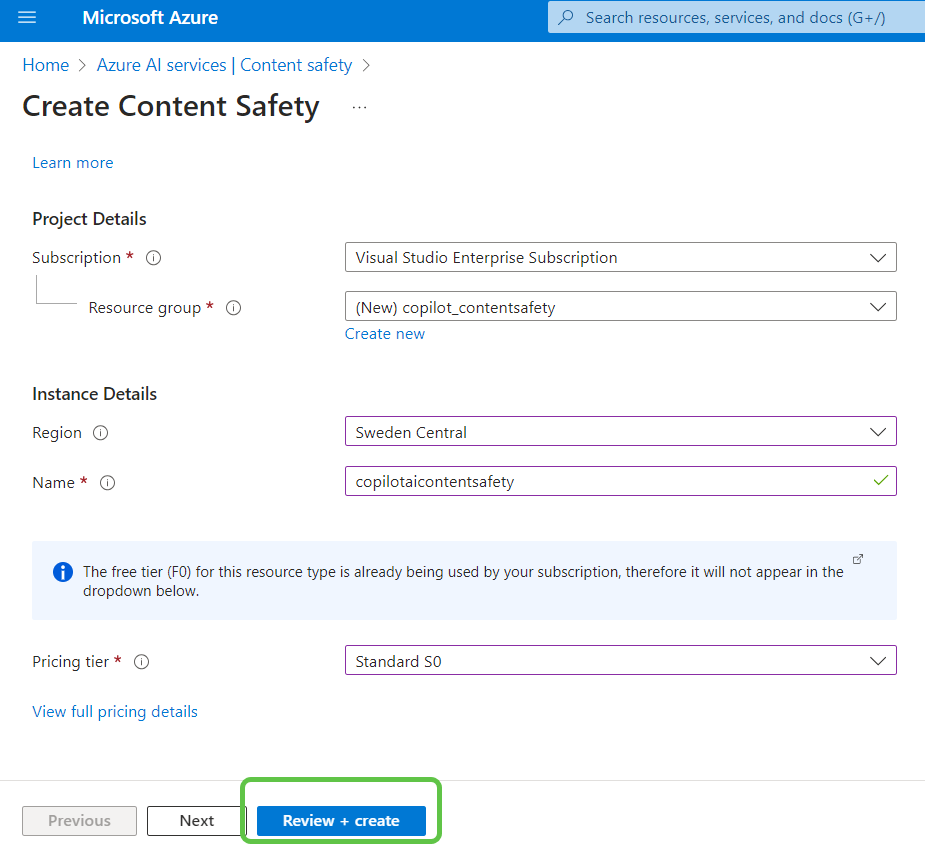 Microsoft Azure
Search resources, services, and docs (G+/)
Home > Azure AI services | Content safety >
Create Content Safety ...
Learn more
Project Details
Subscription * Visual Studio Enterprise Subscription
Resource group * (New) copilot_contentsafety
Create new
Instance Details
Region Sweden Central
Name * copilotaicontentsafety
The free tier (F0) for this resource type is already being used by your subscription, therefore it will not appear in the
dropdown below.
Pricing tier * Standard S0
View full pricing details
Previous Next Review + create